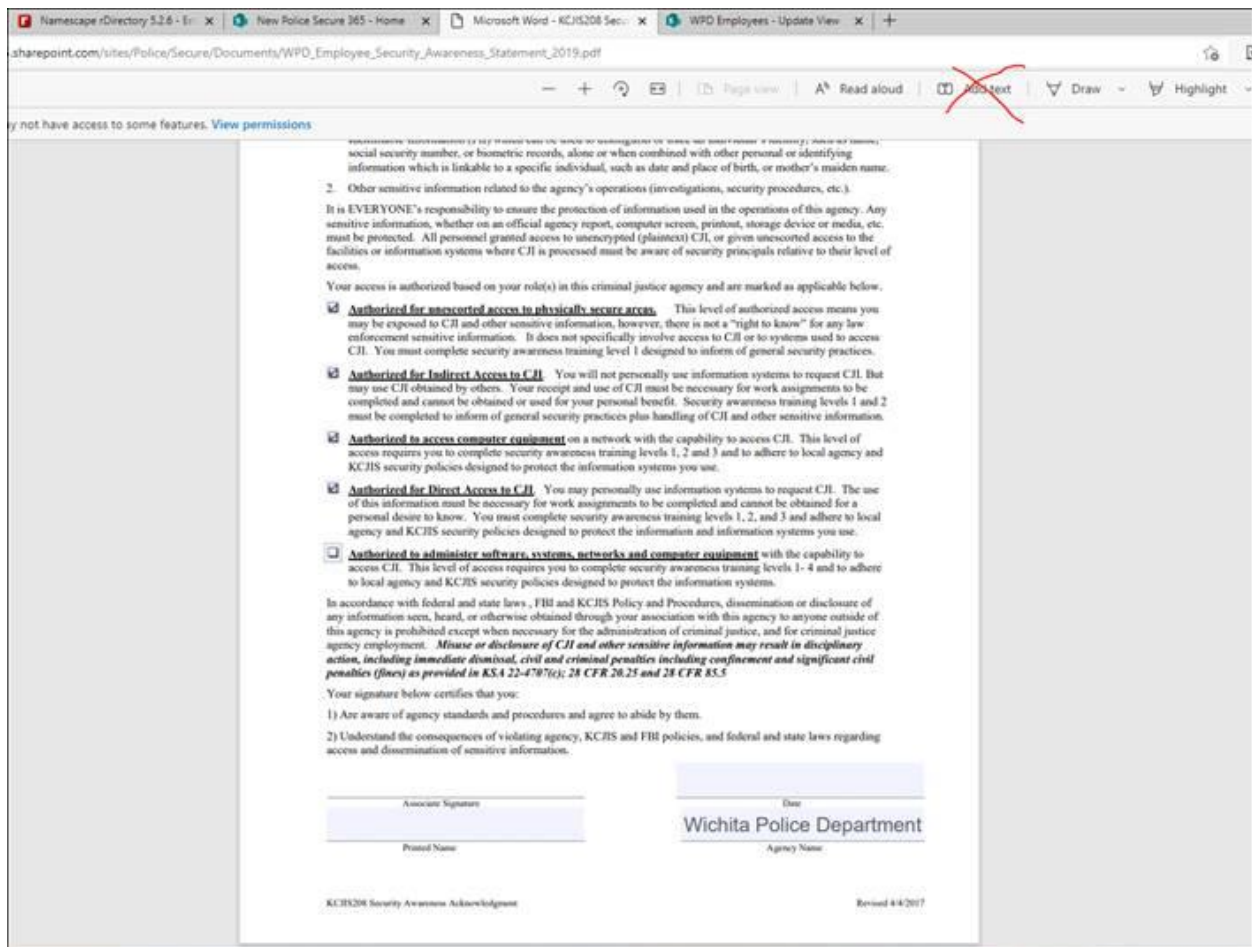 Namescape rDirectory 5.2.6 - Em
New Police Secure 365 - Home
Microsoft Word - KCJIS208 Secu
WPD Employees - Update View
.sharepoint.com/sites/Police/Secure/Documents/WPD_Employee_Security_Awareness_Statement_2019.pdf
Page view
Read aloud
Add text
Draw
Highlight
y not have access to some features. View permissions
social security number, or biometric records, alone or when combined with other personal or identifying
information which is linkable to a specific individual, such as date and place of birth, or mother's maiden name.
2. Other sensitive information related to the agency's operations (investigations, security procedures, etc.).
It is EVERYONE's responsibility to ensure the protection of information used in the operations of this agency. Any
sensitive information, whether on an official agency report, computer screen, printout, storage device or media, etc.
must be protected. All personnel granted access to unencrypted (plaintext) CJI, or given unescorted access to the
facilities or information systems where CJI is processed must be aware of security principals relative to their level of
access.
Your access is authorized based on your role(s) in this criminal justice agency and are marked as applicable below.
Authorized for unescorted access to physically secure areas. This level of authorized access means you
may be exposed to CJI and other sensitive information, however, there is not a "right to know" for any law
enforcement sensitive information. It does not specifically involve access to CJI or to systems used to access
CJI. You must complete security awareness training level 1 designed to inform of general security practices.
Authorized for Indirect Access to CJI. You will not personally use information systems to request CJI. But
may use CJI obtained by others. Your receipt and use of CJI must be necessary for work assignments to be
completed and cannot be obtained or used for your personal benefit. Security awareness training levels 1 and 2
must be completed to inform of general security practices plus handling of CJI and other sensitive information.
Authorized to access computer equipment on a network with the capability to access CJI. This level of
access requires you to complete security awareness training levels 1, 2 and 3 and to adhere to local agency and
KCJIS security policies designed to protect the information systems you use.
Authorized for Direct Access to CJI. You may personally use information systems to request CJI. The use
of this information must be necessary for work assignments to be completed and cannot be obtained for a
personal desire to know. You must complete security awareness training levels 1, 2, and 3 and adhere to local
agency and KCJIS security policies designed to protect the information and information systems you use.
Authorized to administer software, systems, networks and computer equipment with the capability to
access CJI. This level of access requires you to complete security awareness training levels 1- 4 and to adhere
to local agency and KCJIS security policies designed to protect the information systems.
In accordance with federal and state laws , FBI and KCJIS Policy and Procedures, dissemination or disclosure of
any information seen, heard, or otherwise obtained through your association with this agency to anyone outside of
this agency is prohibited except when necessary for the administration of criminal justice, and for criminal justice
agency employment. Misuse or disclosure of CJI and other sensitive information may result in disciplinary
action, including immediate dismissal, civil and criminal penalties including confinement and significant civil
penalties (fines) as provided in KSA 22-4707(c); 28 CFR 20.25 and 28 CFR 85.5
Your signature below certifies that you:
1) Are aware of agency standards and procedures and agree to abide by them.
2) Understand the consequences of violating agency, KCJIS and FBI policies, and federal and state laws regarding
access and dissemination of sensitive information.
Associate Signature
Date
Wichita Police Department
Printed Name
Agency Name
KCJIS208 Security Awareness Acknowledgment
Revised 4/4/2017